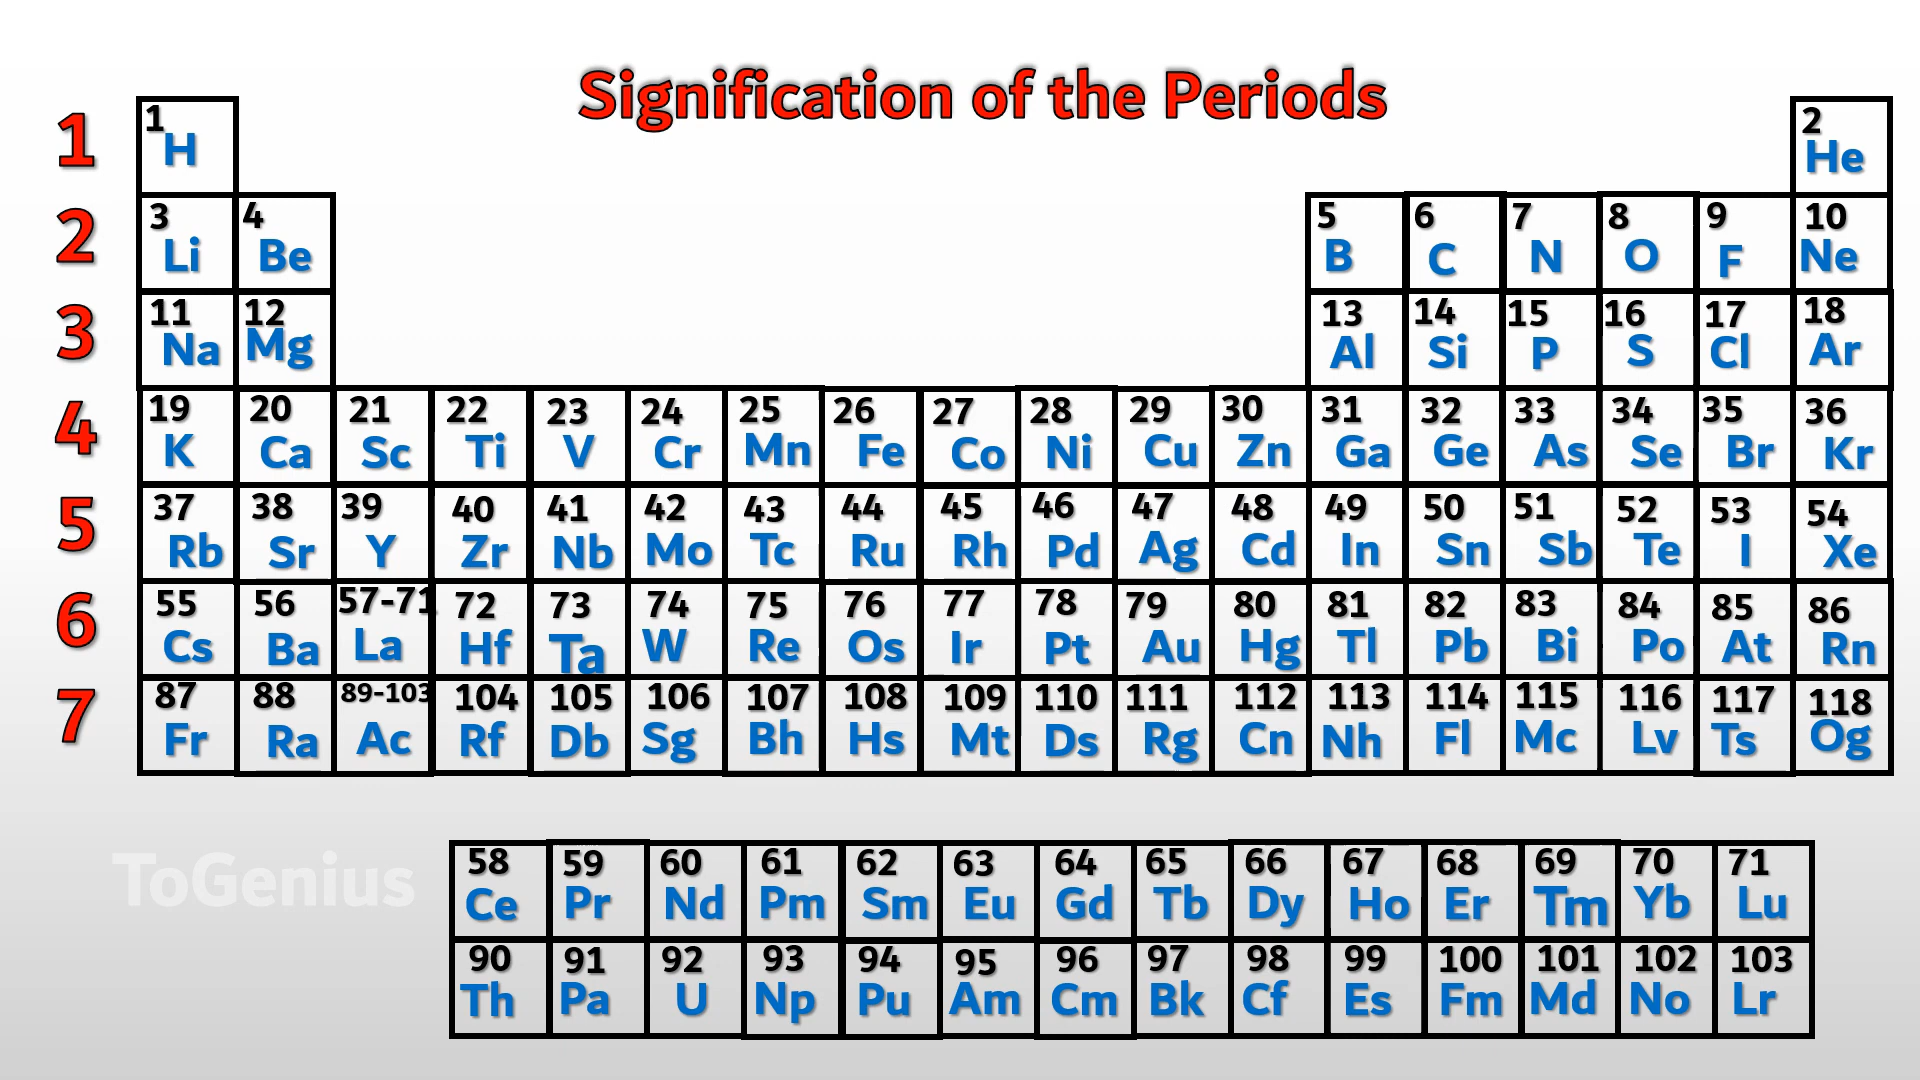 Signification of the Periods
1 1 2
H He
2 3 4 5 6 7 8 9 10
Li Be B C N O F Ne
3 11 12 13 14 15 16 17 18
Na Mg Al Si P S Cl Ar
4 19 20 21 22 23 24 25 26 27 28 29 30 31 32 33 34 35 36
K Ca Sc Ti V Cr Mn Fe Co Ni Cu Zn Ga Ge As Se Br Kr
5 37 38 39 40 41 42 43 44 45 46 47 48 49 50 51 52 53 54
Rb Sr Y Zr Nb Mo Tc Ru Rh Pd Ag Cd In Sn Sb Te I Xe
6 55 56 57-71 72 73 74 75 76 77 78 79 80 81 82 83 84 85 86
Cs Ba La Hf Ta W Re Os Ir Pt Au Hg Tl Pb Bi Po At Rn
7 87 88 89-103 104 105 106 107 108 109 110 111 112 113 114 115 116 117 118
Fr Ra Ac Rf Db Sg Bh Hs Mt Ds Rg Cn Nh Fl Mc Lv Ts Og
58 59 60 61 62 63 64 65 66 67 68 69 70 71
ToGenius
Ce Pr Nd Pm Sm Eu Gd Tb Dy Ho Er Tm Yb Lu
90 91 92 93 94 95 96 97 98 99 100 101 102 103
Th Pa U Np Pu Am Cm Bk Cf Es Fm Md No Lr